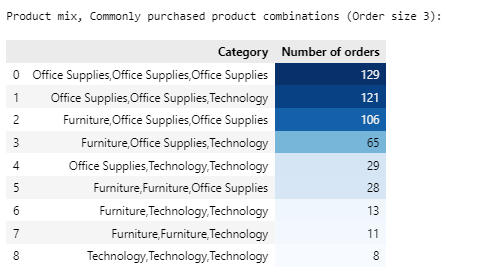 Product mix, Commonly purchased product combinations (Order size 3):
Category Number of orders
0 Office Supplies,Office Supplies,Office Supplies 129
1 Office Supplies,Office Supplies,Technology 121
2 Furniture,Office Supplies,Office Supplies 106
3 Furniture,Office Supplies,Technology 65
4 Office Supplies,Technology,Technology 29
5 Furniture,Furniture,Office Supplies 28
6 Furniture,Technology,Technology 13
7 Furniture,Furniture,Technology 11
8 Technology,Technology,Technology 8